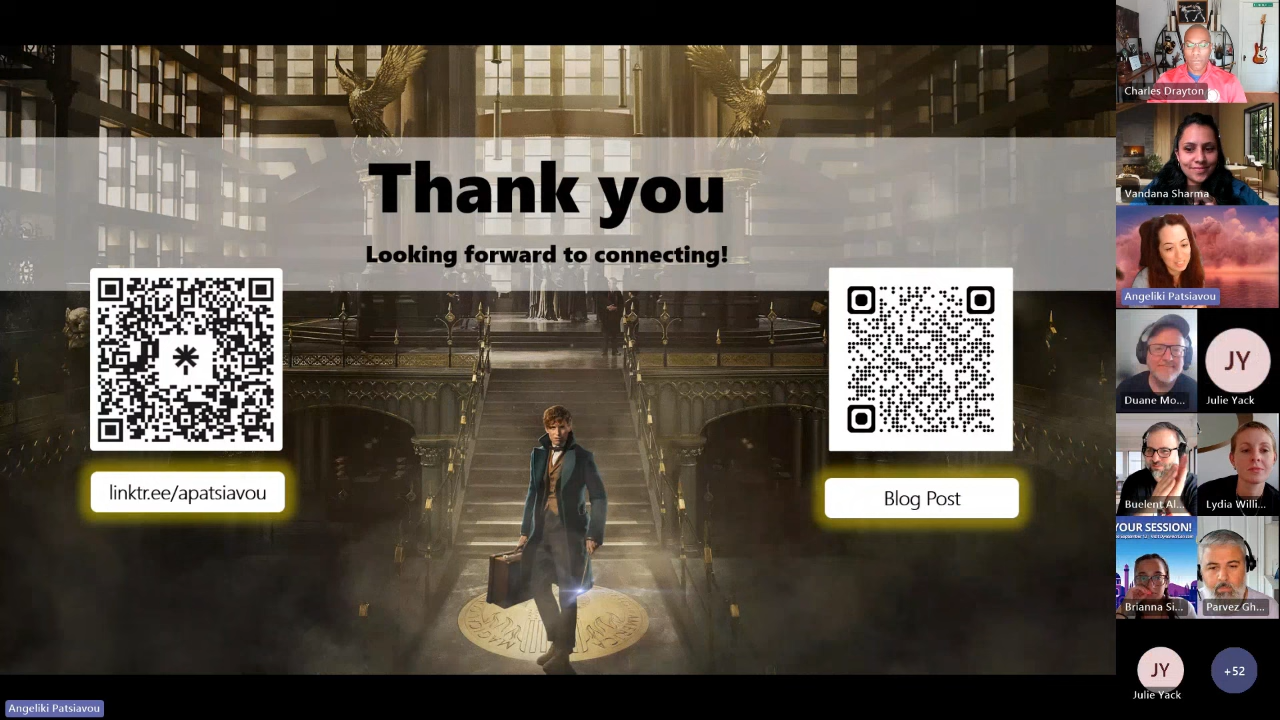 Thank you
Looking forward to connecting!
linktr.ee/apatsiavou
Blog Post
Angeliki Patsiavou
Charles Drayton
Vandana Sharma
Angeliki Patsiavou
Duane Mo...
Julie Yack
JY
Buelent Al...
Lydia Willi...
YOUR SESSION!
Brianna Si...
Parvez Gh...
JY
Julie Yack
+52